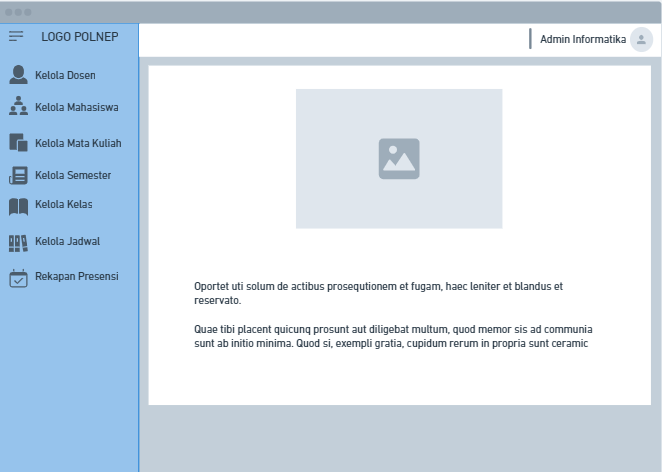 LOGO POLNEP
Admin Informatika
Kelola Dosen
Kelola Mahasiswa
Kelola Mata Kuliah
Kelola Semester
Kelola Kelas
Kelola Jadwal
Rekapan Presensi
Oportet uti solum de actibus prosequtionem et fugam, haec leniter et blandus et
reservato.
Quae tibi placent quicunq prosunt aut diligebat multum, quod memor sis ad communia
sunt ab initio minima. Quod si, exempli gratia, cupidum rerum in propria sunt ceramic